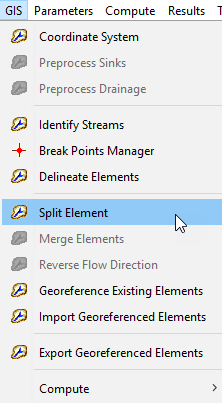 GIS Parameters Compute Results
Coordinate System
Preprocess Sinks
Preprocess Drainage
Identify Streams
Break Points Manager
Delineate Elements
Split Element
Merge Elements
Reverse Flow Direction
Georeference Existing Elements
Import Georeferenced Elements
Export Georeferenced Elements
Compute